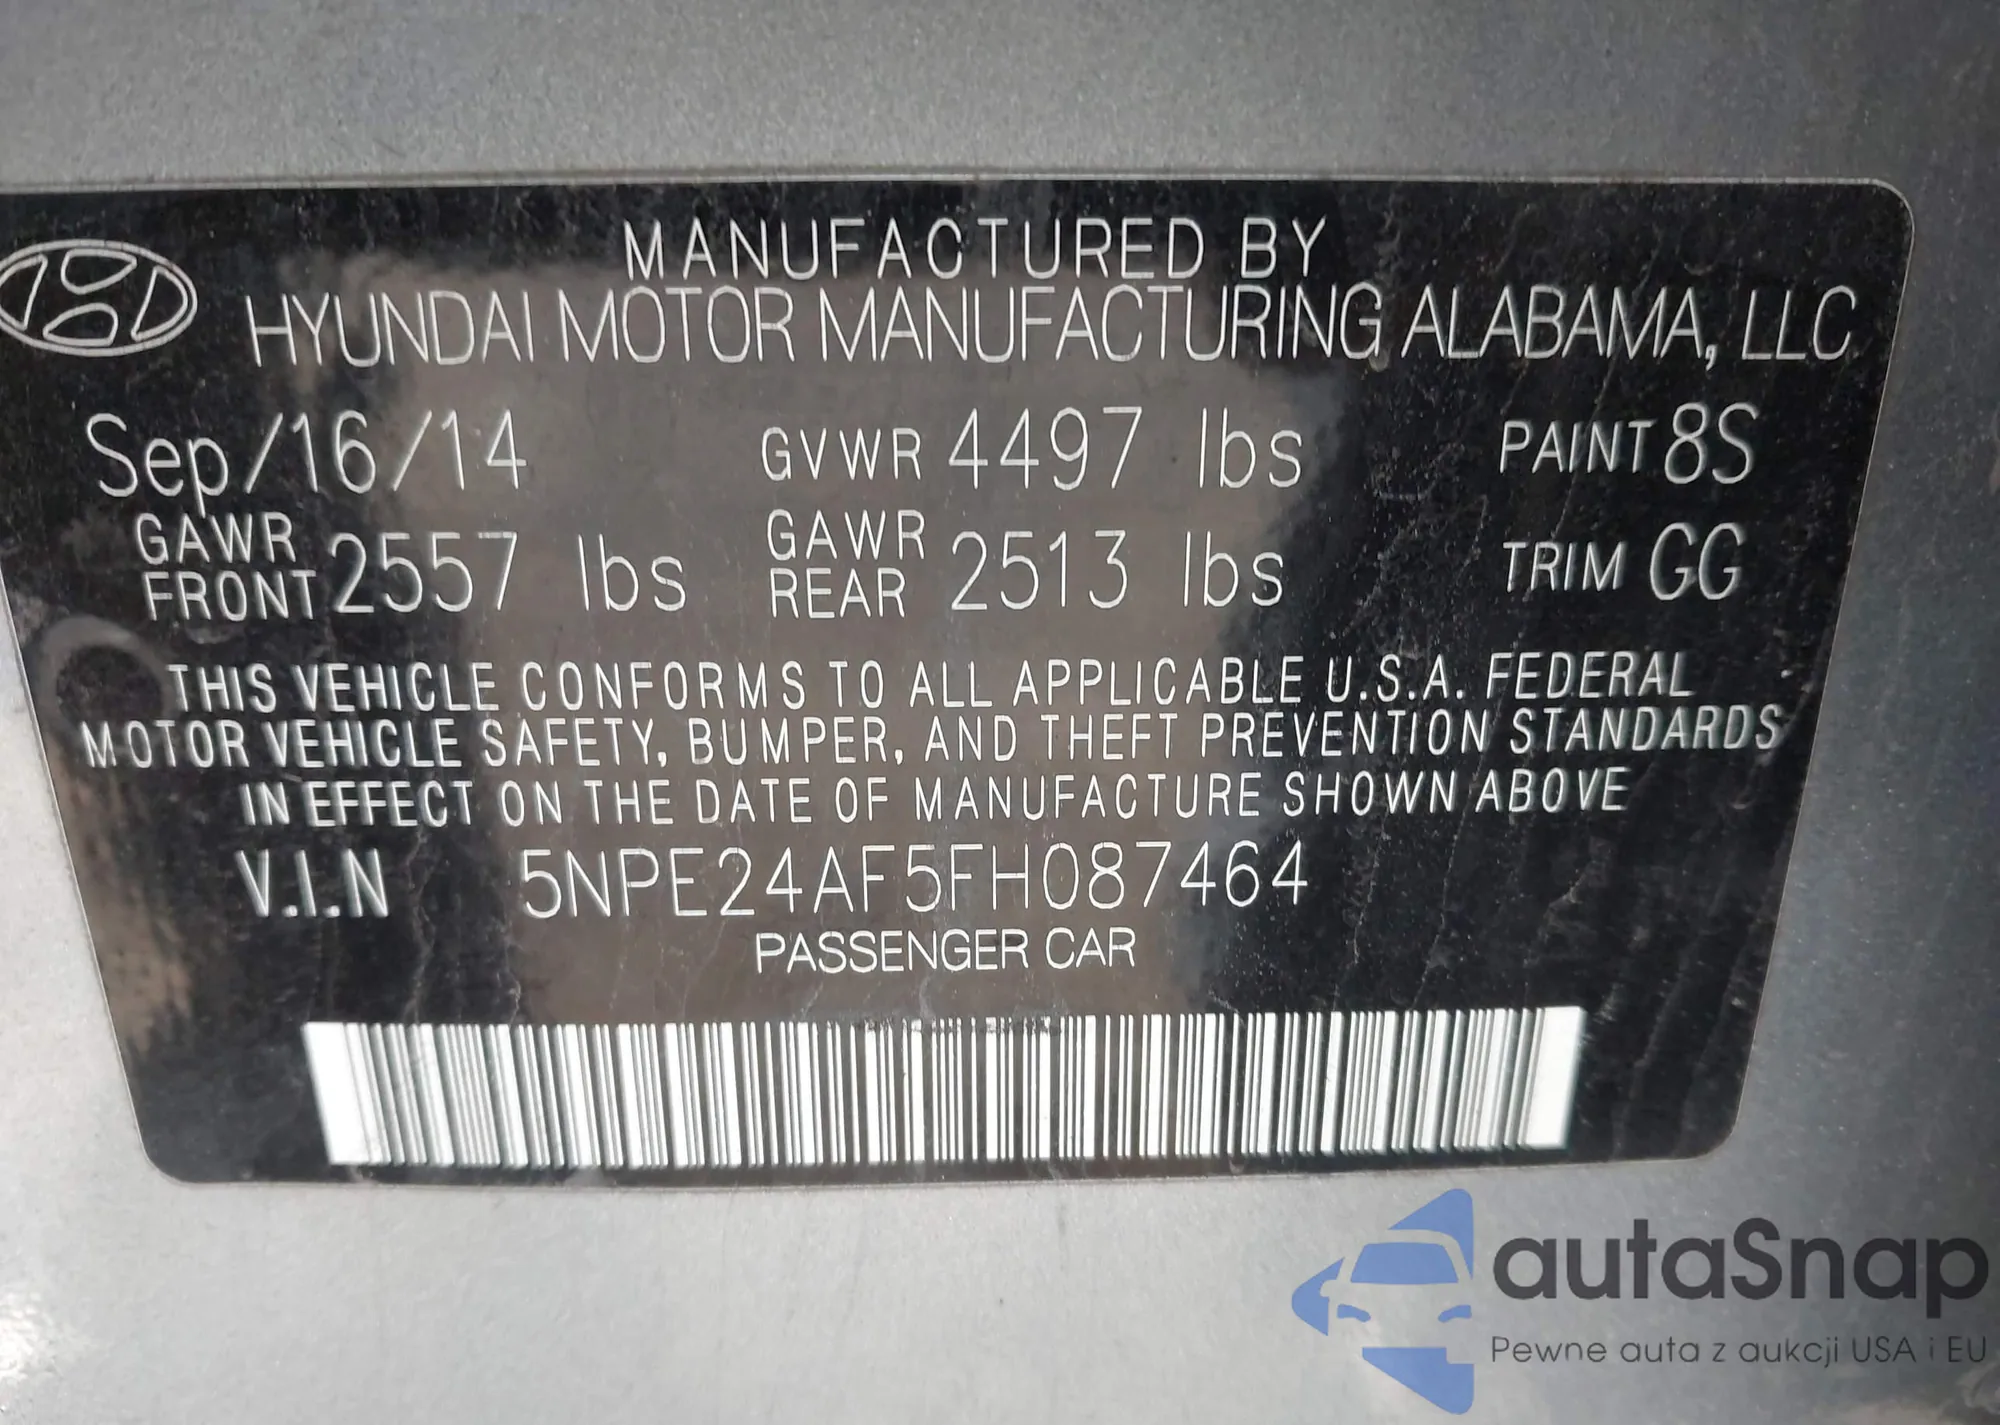 MANUFACTURED BY
HYUNDAI MOTOR MANUFACTURING ALABAMA, LLC
Sep/16/14 GVWR 4497 lbs PAINT 8S
GAWR FRONT 2557 lbs GAWR REAR 2513 lbs TRIM GG
THIS VEHICLE CONFORMS TO ALL APPLICABLE U.S.A. FEDERAL
MOTOR VEHICLE SAFETY, BUMPER, AND THEFT PREVENTION STANDARDS
IN EFFECT ON THE DATE OF MANUFACTURE SHOWN ABOVE
V.I.N 5NPE24AF5FH087464
PASSENGER CAR
autaSnap
Pewne auta z aukcji USA i EU